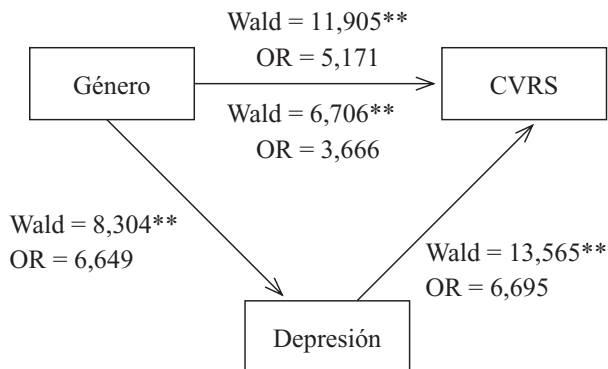 Wald = 11,905**
OR = 5,171
Género
CVRS
Wald = 6,706**
OR = 3,666
Wald = 8,304**
OR = 6,649
Wald = 13,565**
OR = 6,695
Depresión